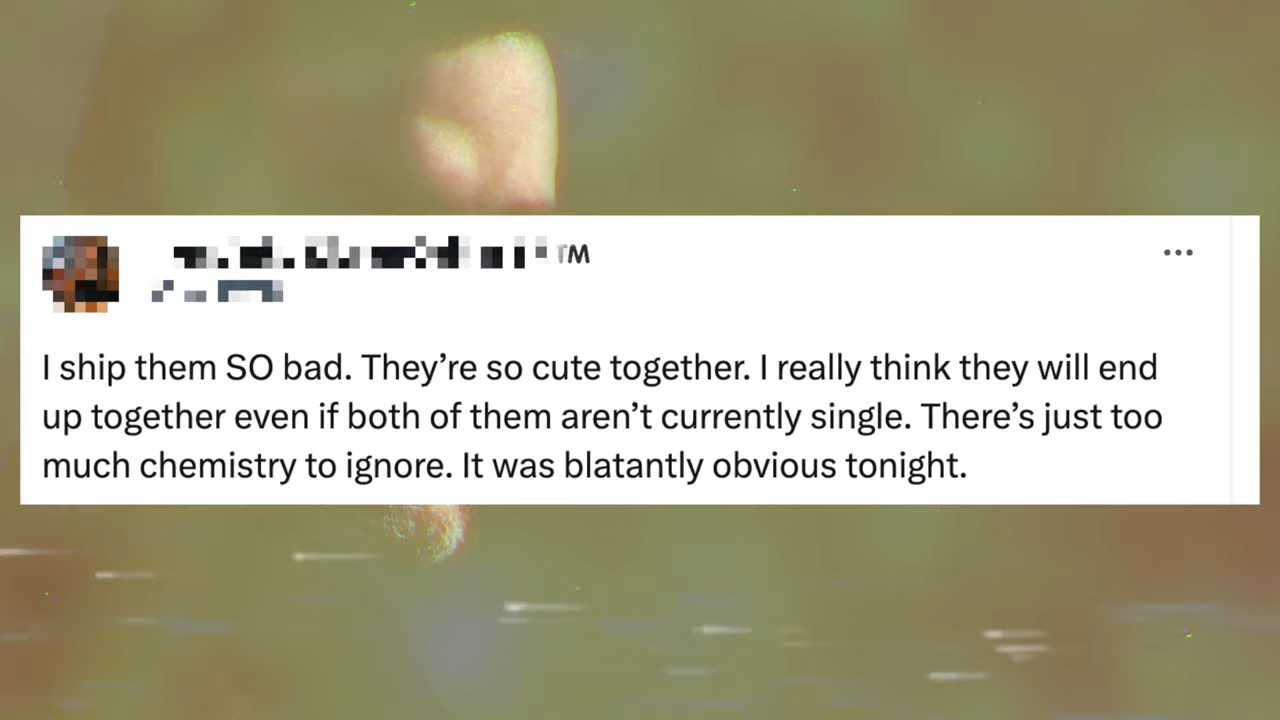 TM
I ship them SO bad. They’re so cute together. I really think they will end
up together even if both of them aren’t currently single. There’s just too
much chemistry to ignore. It was blatantly obvious tonight.